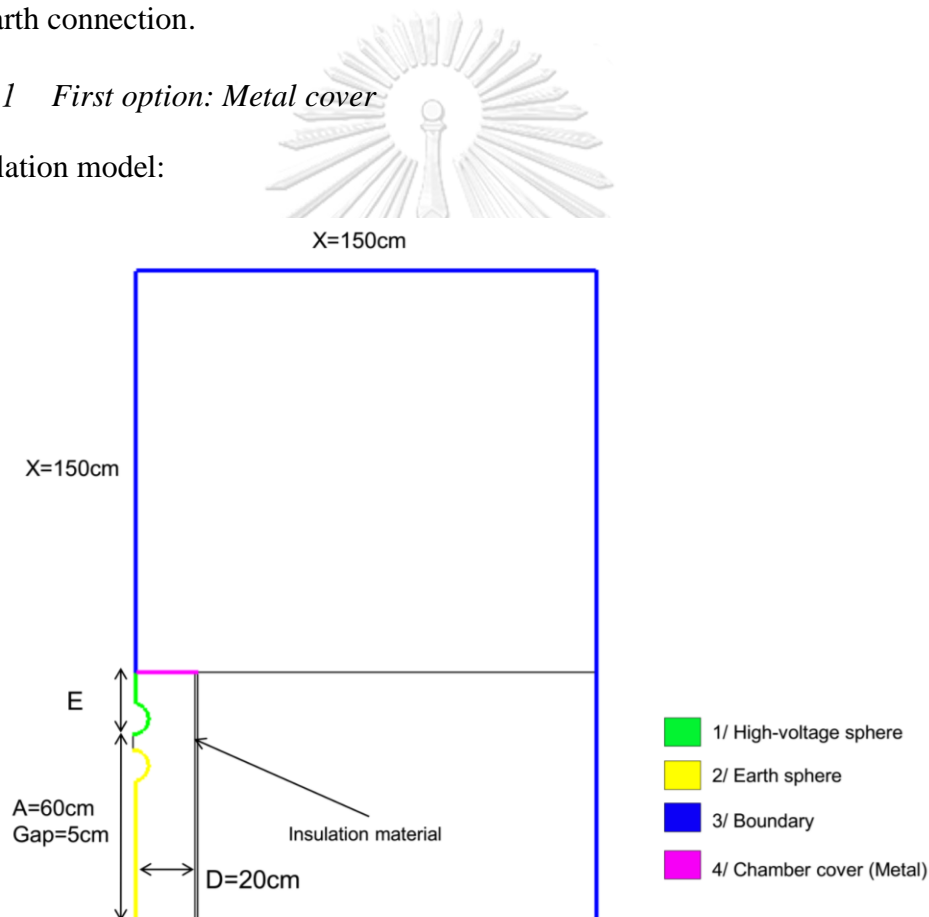 arth connection.
1 First option: Metal cover
lation model:
X=150cm
X=150cm
E
1/ High-voltage sphere
2/ Earth sphere
A=60cm
Gap=5cm
Insulation material
3/ Boundary
D=20cm
4/ Chamber cover (Metal)